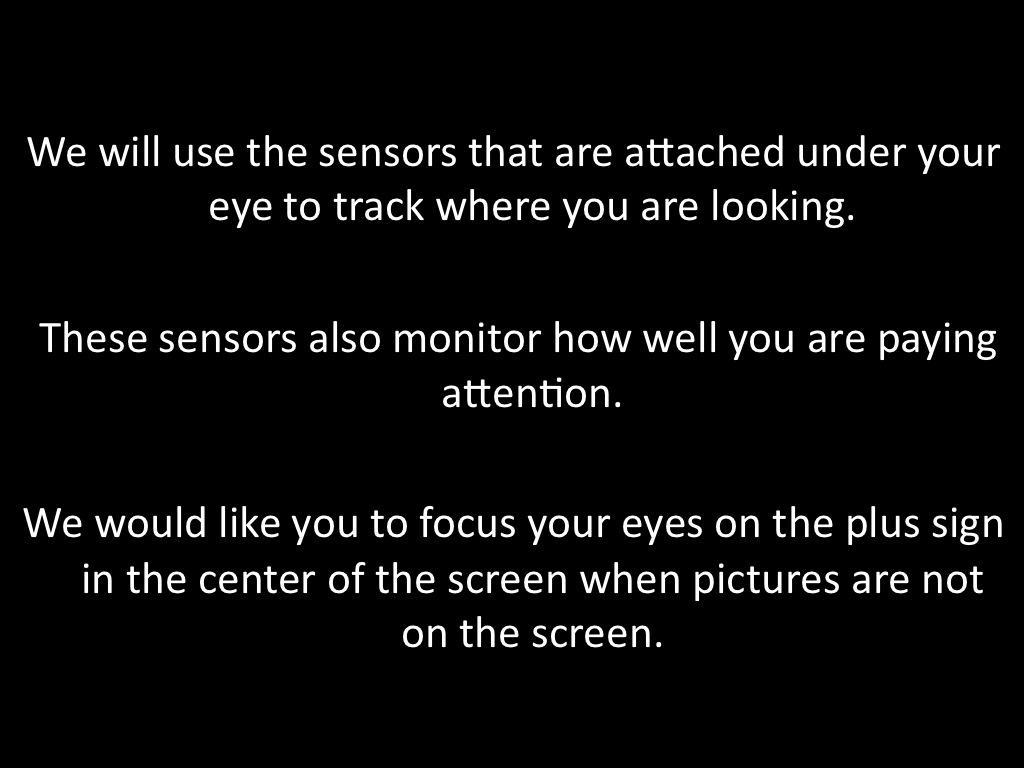 We will use the sensors that are attached under your
eye to track where you are looking.
These sensors also monitor how well you are paying
attention.
We would like you to focus your eyes on the plus sign
in the center of the screen when pictures are not
on the screen.